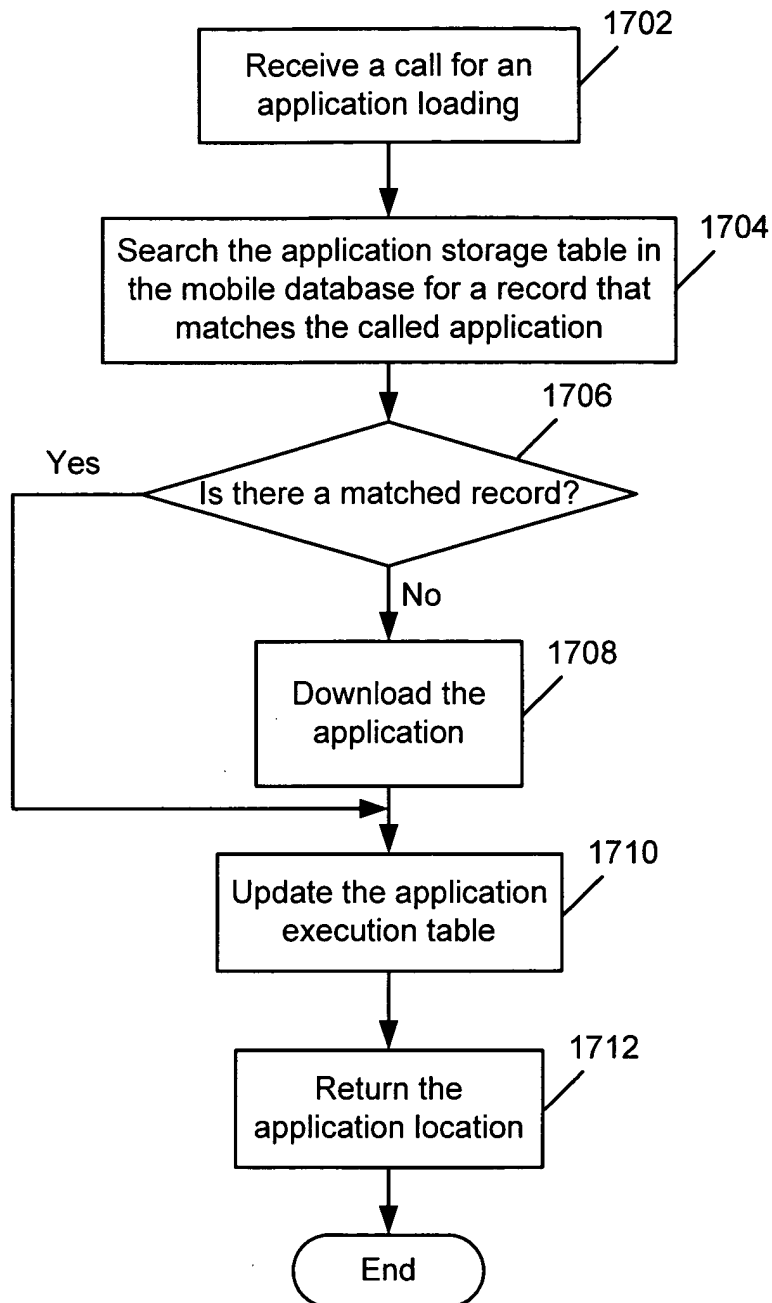 1702
Receive a call for an
application loading
1704
Search the application storage table in
the mobile database for a record that
matches the called application
1706
Yes
Is there a matched record?
No
1708
Download the
application
1710
Update the application
execution table
1712
Return the
application location
End